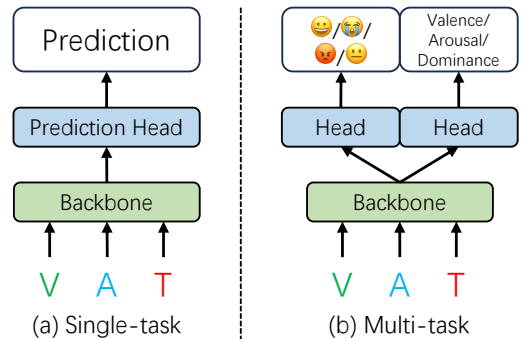 Prediction
Prediction Head
Backbone
V A T
(a) Single-task
😀/😭/
😡/😐
Valence/
Arousal/
Dominance
Head Head
Backbone
V A T
(b) Multi-task